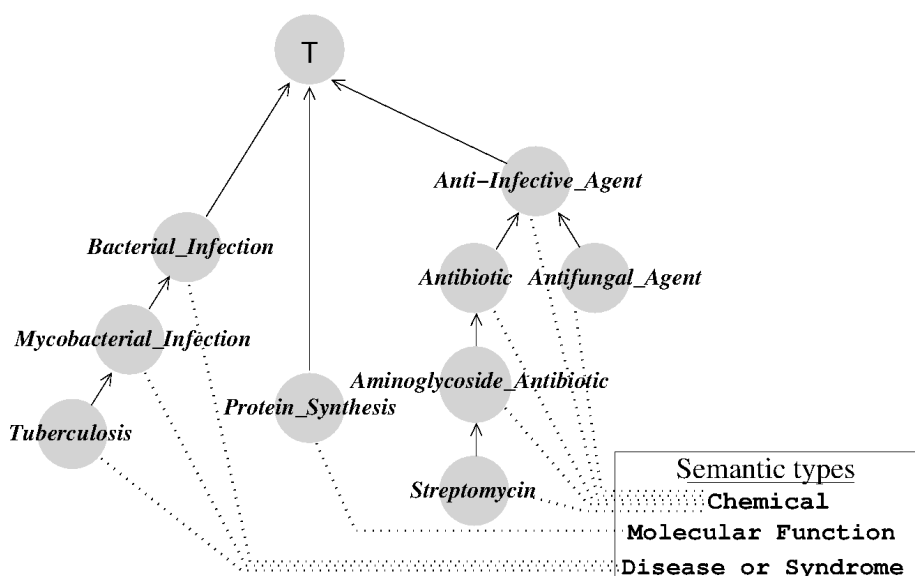 T
Anti-Infective_Agent
Bacterial_Infection
Antibiotic
Antifungal_Agent
Mycobacterial_Infection
Aminoglycoside_Antibiotic
Protein_Synthesis
Tuberculosis
Streptomycin
Semantic types
Chemical
Molecular Function
Disease or Syndrome